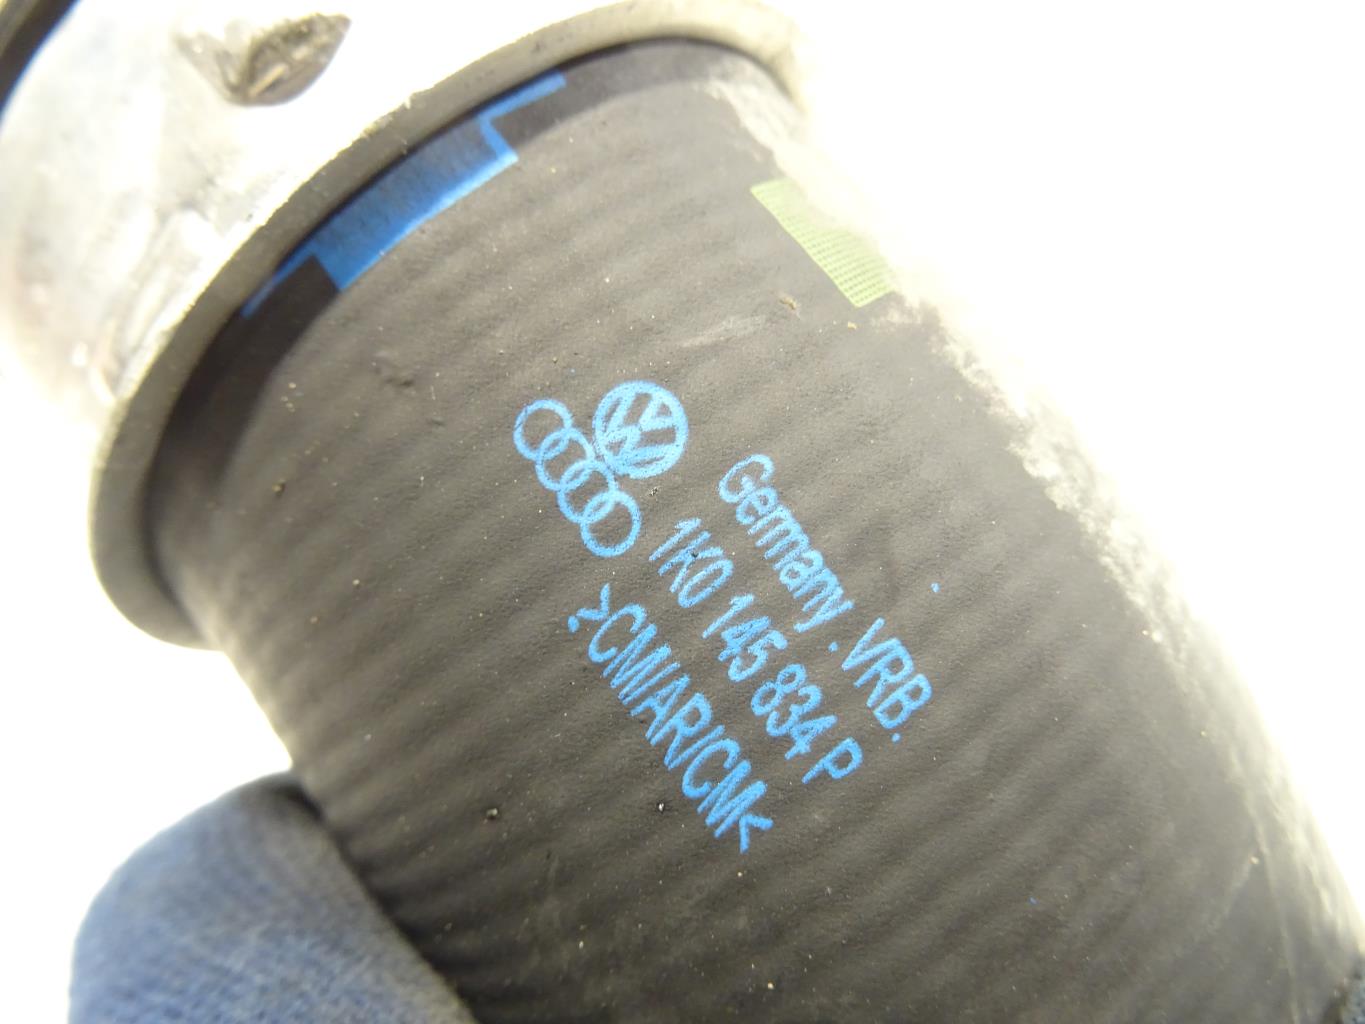 Germany. VRB.
1K0 145 834 P
>CM/AR/CM<